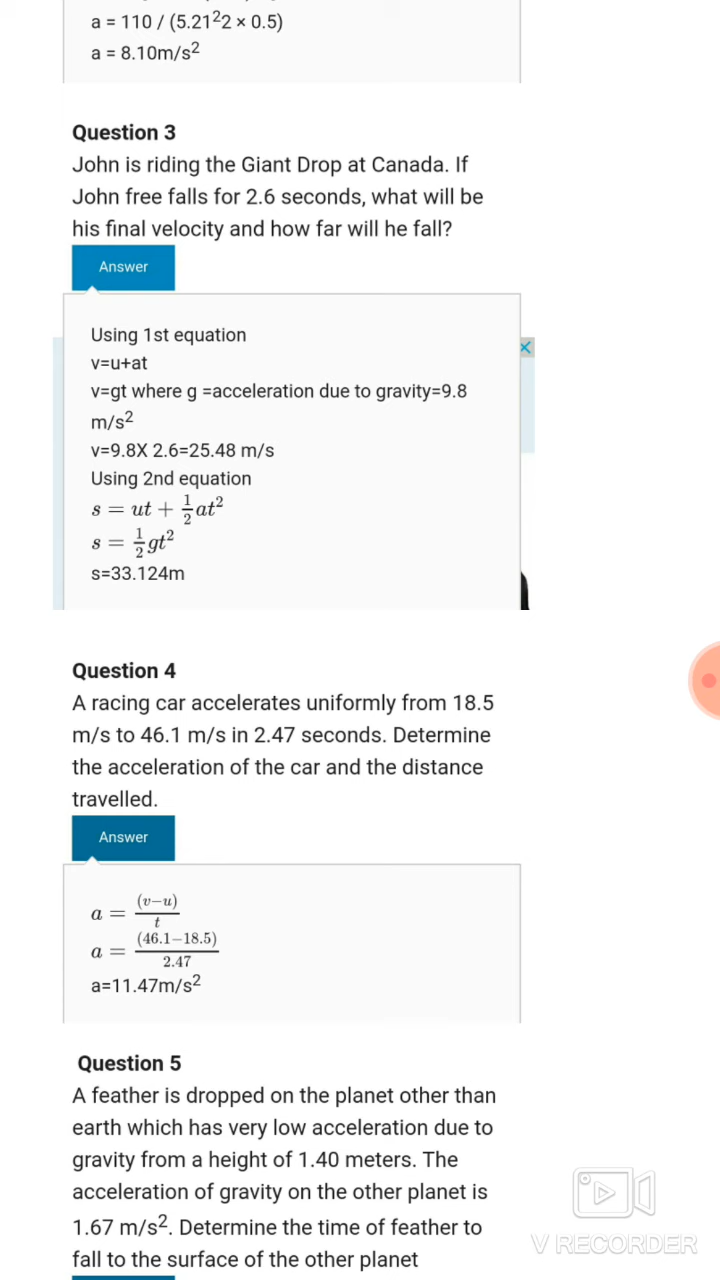 a = 110 / (5.21²2 × 0.5)
a = 8.10m/s²
Question 3
John is riding the Giant Drop at Canada. If
John free falls for 2.6 seconds, what will be
his final velocity and how far will he fall?
Answer
Using 1st equation
v=u+at
v=gt where g =acceleration due to gravity=9.8
m/s²
v=9.8X 2.6=25.48 m/s
Using 2nd equation
s = ut + ½at²
s = ½gt²
s=33.124m
Question 4
A racing car accelerates uniformly from 18.5
m/s to 46.1 m/s in 2.47 seconds. Determine
the acceleration of the car and the distance
travelled.
Answer
a = (v−u)/t
a = (46.1−18.5)/2.47
a=11.47m/s²
Question 5
A feather is dropped on the planet other than
earth which has very low acceleration due to
gravity from a height of 1.40 meters. The
acceleration of gravity on the other planet is
1.67 m/s². Determine the time of feather to
fall to the surface of the other planet
V RECORDER